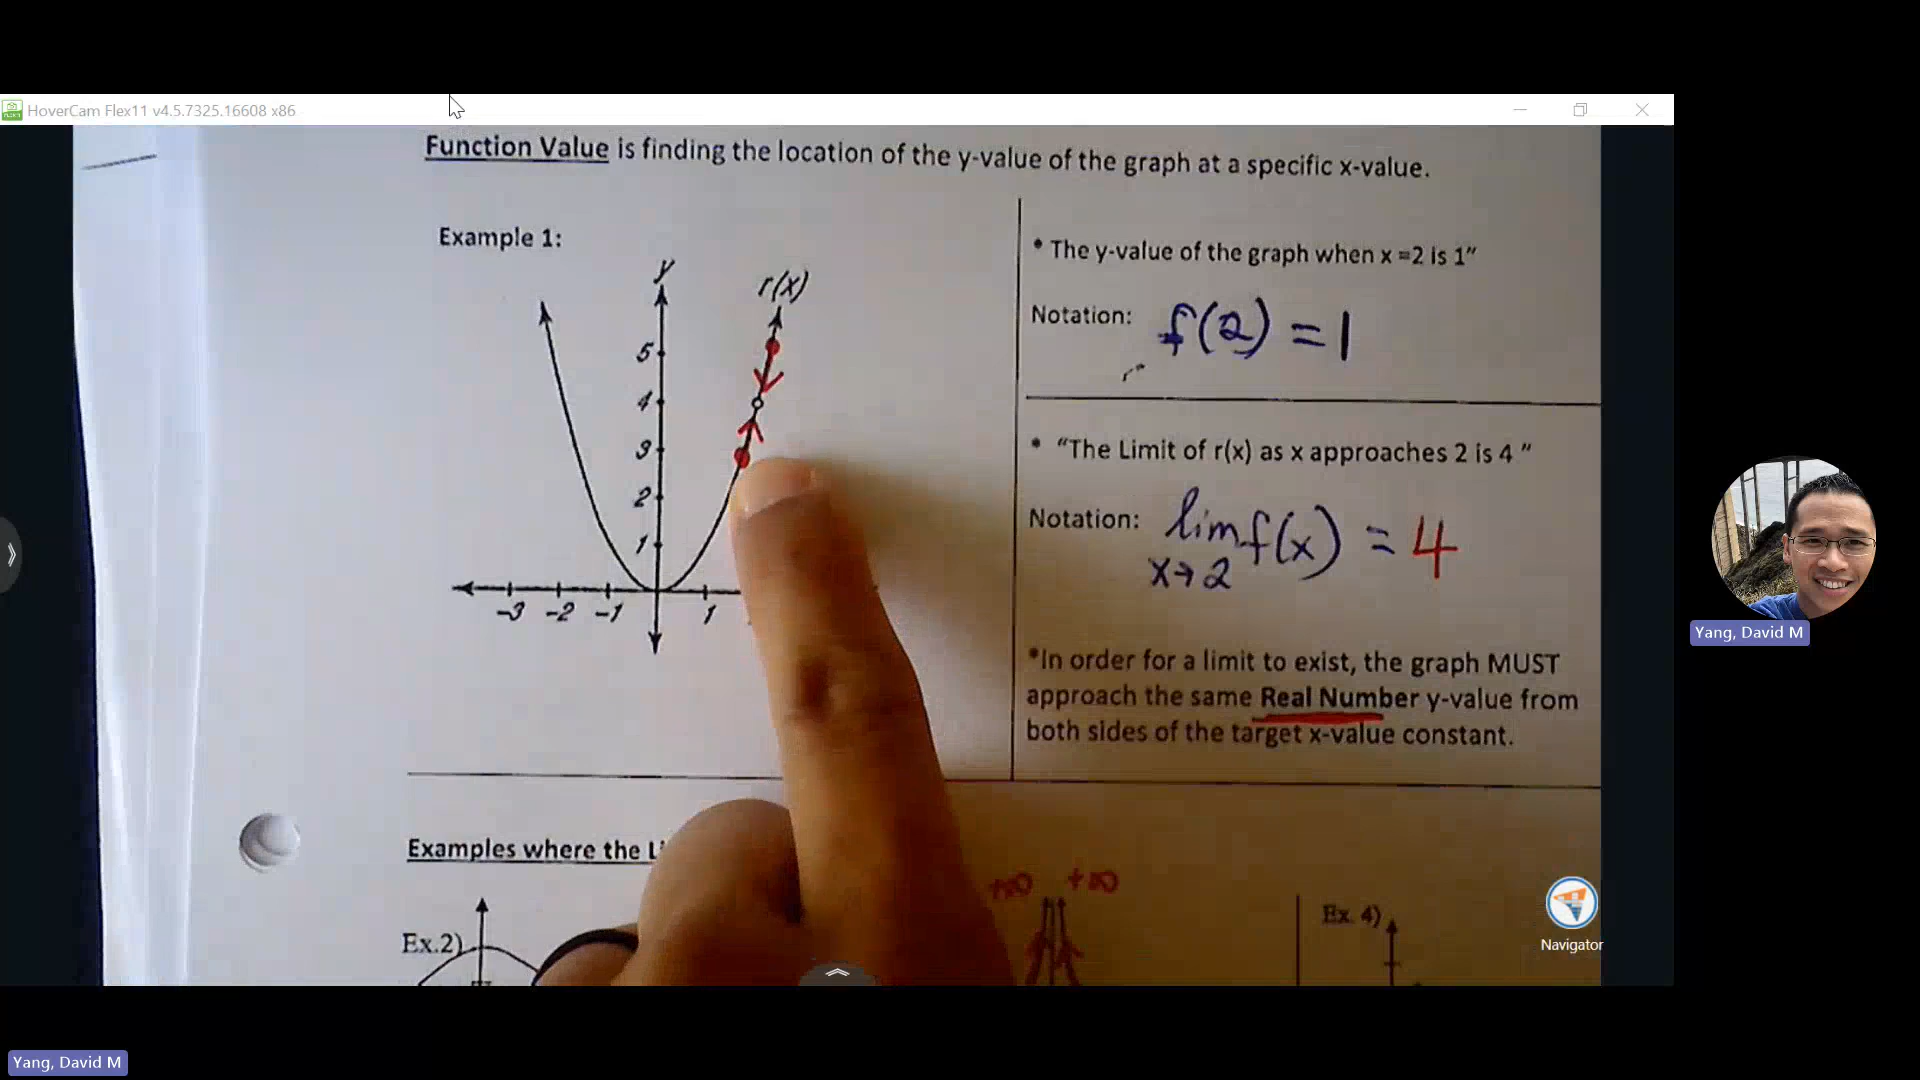 HoverCam Flex11 v4.5.7325.16608 x86
Function Value is finding the location of the y-value of the graph at a specific x-value.
Example 1:
y
r(x)
5
4
3
2
1
-3 -2 -1 1
* The y-value of the graph when x =2 is 1"
Notation: f(2) = 1
* "The Limit of r(x) as x approaches 2 is 4 "
Notation: lim f(x) = 4
x→2
*In order for a limit to exist, the graph MUST
approach the same Real Number y-value from
both sides of the target x-value constant.
Examples where the
Ex.2)
+∞ +∞
Ex. 4)
Navigator
Yang, David M
Yang, David M